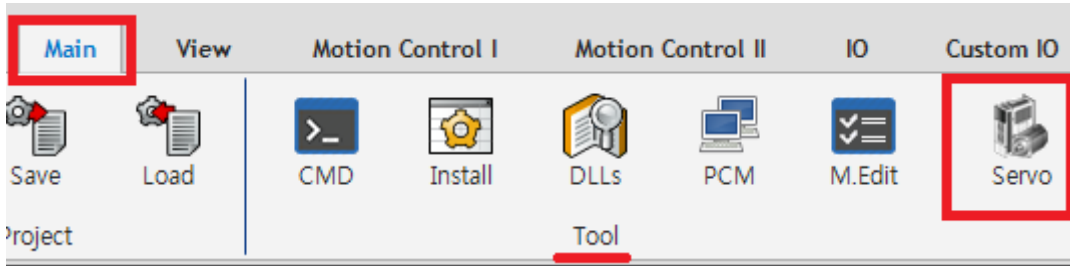 Main View Motion Control I Motion Control II IO Custom IO
Save Load CMD Install DLLs PCM M.Edit Servo
Project Tool